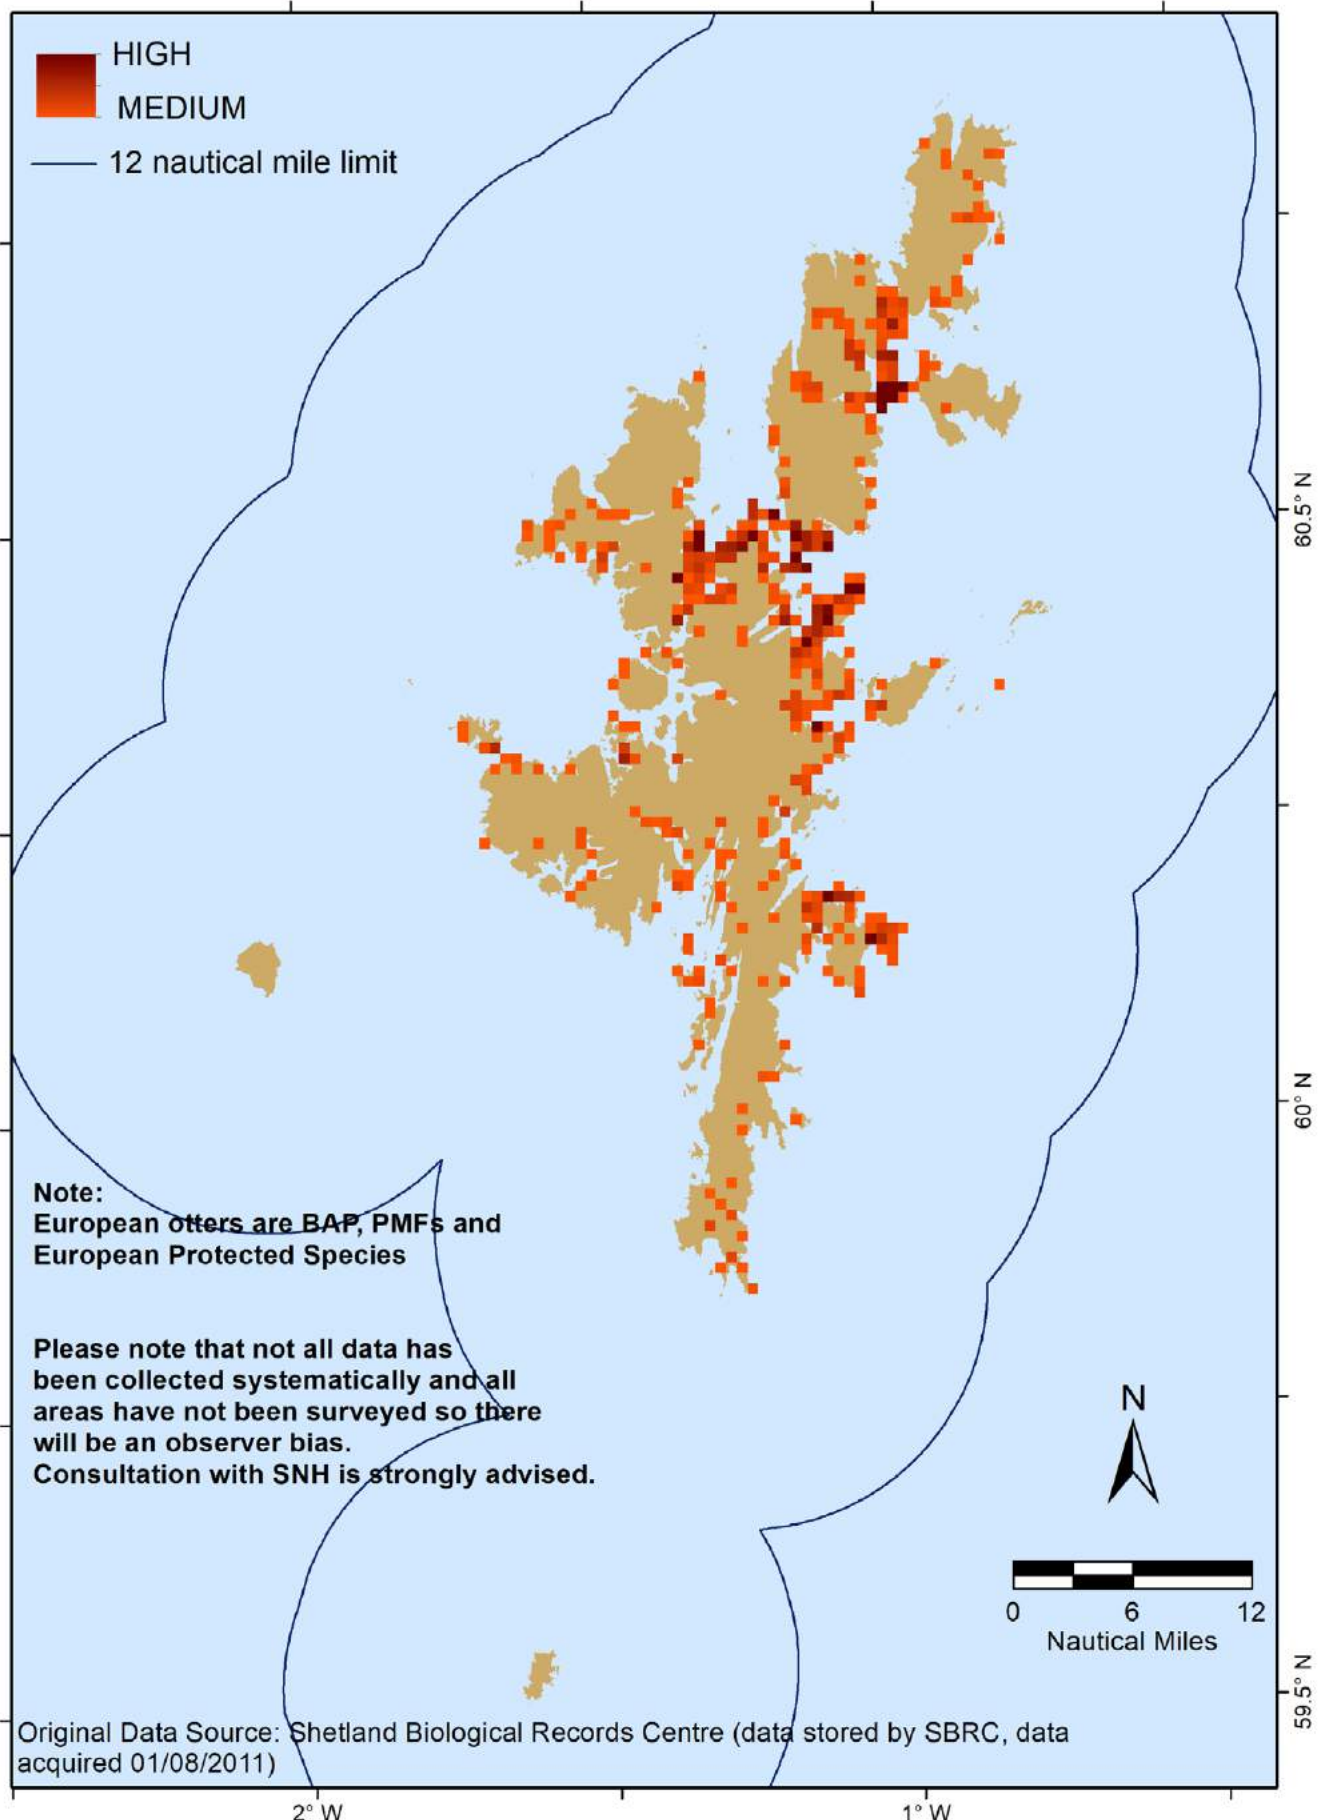 HIGH
MEDIUM
12 nautical mile limit
60.5° N
60° N
Note:
European otters are BAP, PMFs and
European Protected Species
Please note that not all data has
been collected systematically and all
areas have not been surveyed so there
will be an observer bias.
Consultation with SNH is strongly advised.
N
0 6 12
Nautical Miles
59.5° N
Original Data Source: Shetland Biological Records Centre (data stored by SBRC, data
acquired 01/08/2011)
2° W 1° W